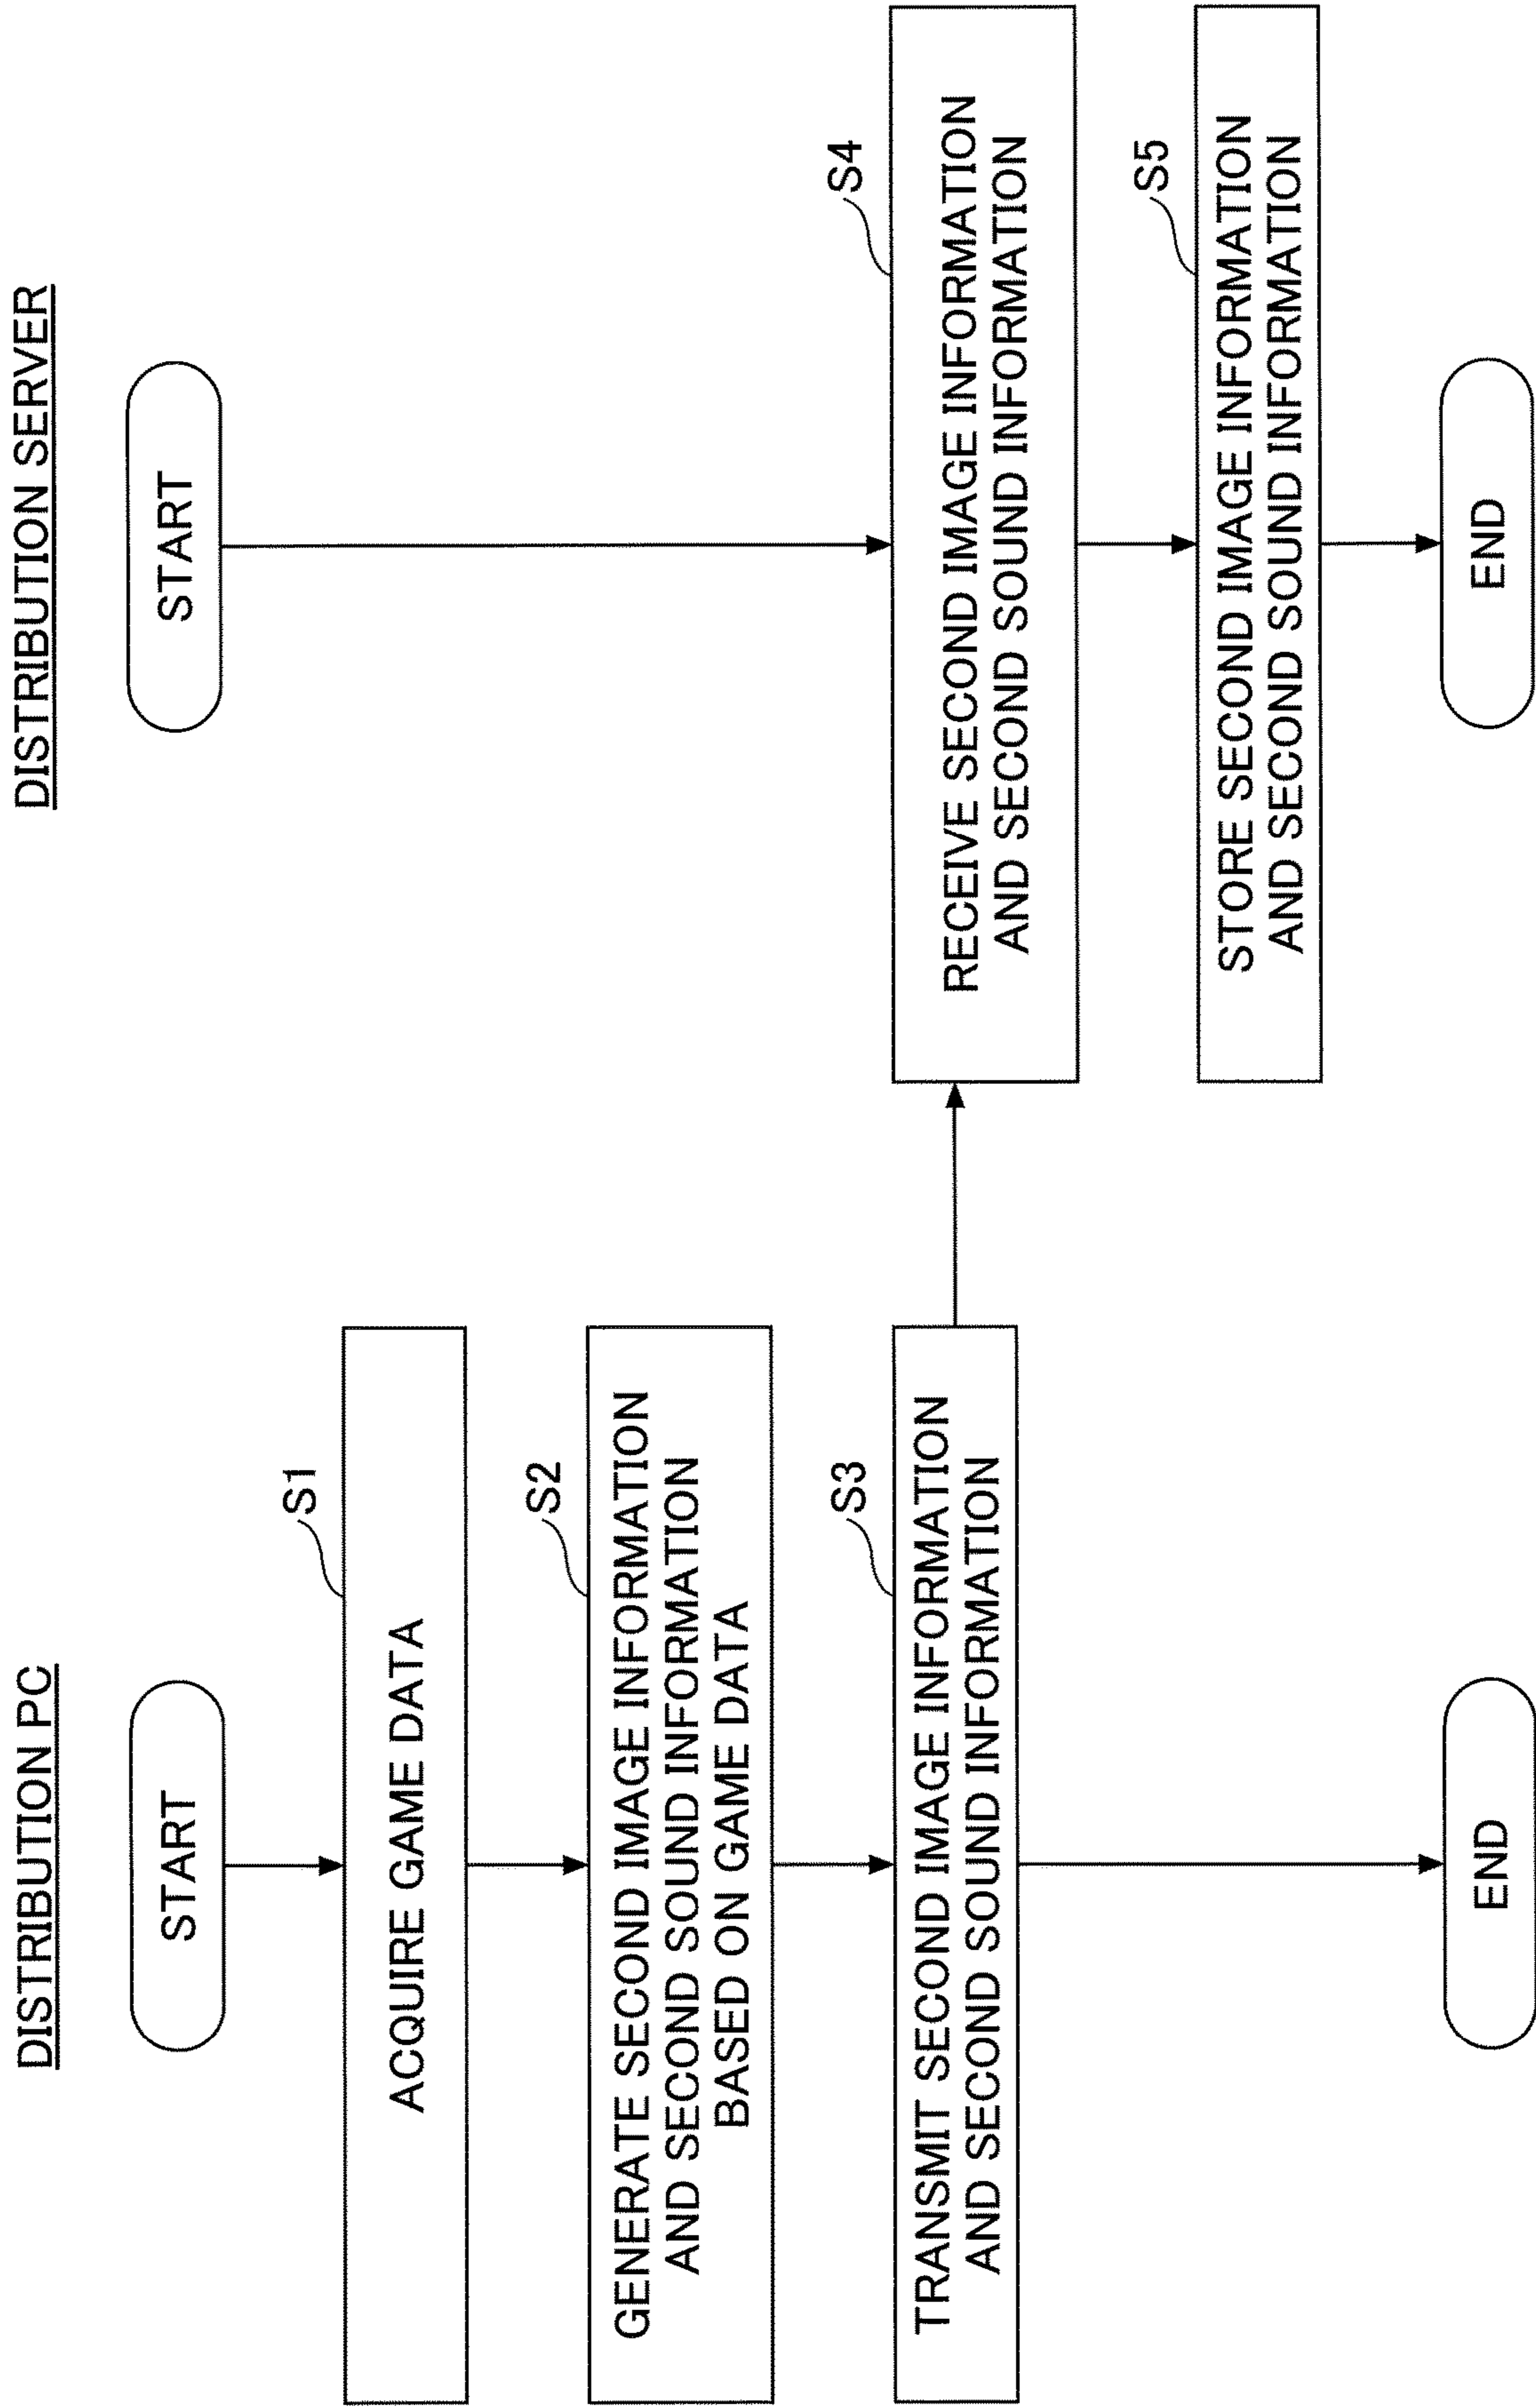 DISTRIBUTION PC
START
S1
ACQUIRE GAME DATA
S2
GENERATE SECOND IMAGE INFORMATION
AND SECOND SOUND INFORMATION
BASED ON GAME DATA
S3
TRANSMIT SECOND IMAGE INFORMATION
AND SECOND SOUND INFORMATION
END
DISTRIBUTION SERVER
START
S4
RECEIVE SECOND IMAGE INFORMATION
AND SECOND SOUND INFORMATION
S5
STORE SECOND IMAGE INFORMATION
AND SECOND SOUND INFORMATION
END